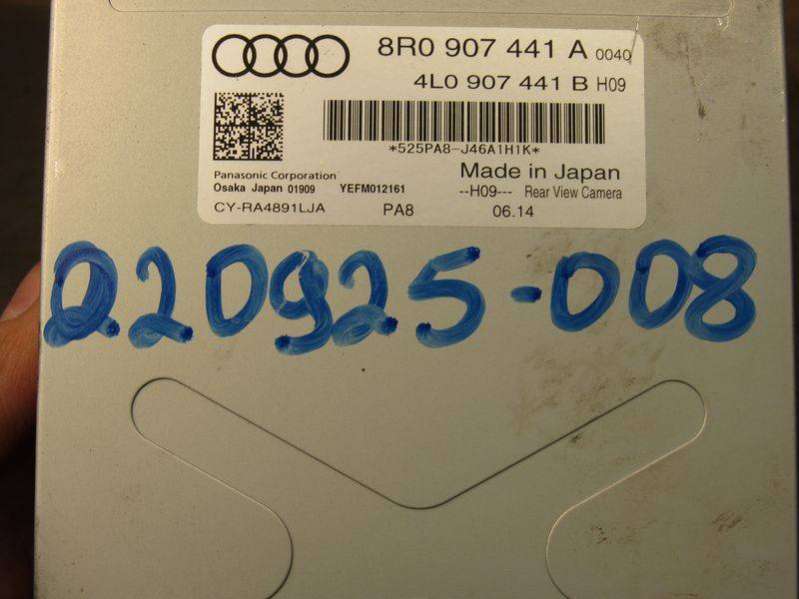 8R0 907 441 A 0040
4L0 907 441 B H09
*525PA8-J46A1H1K*
Panasonic Corporation
Made in Japan
Osaka Japan 01909 YEFM012161
--H09--- Rear View Camera
CY-RA4891LJA PA8 06.14
220925-008